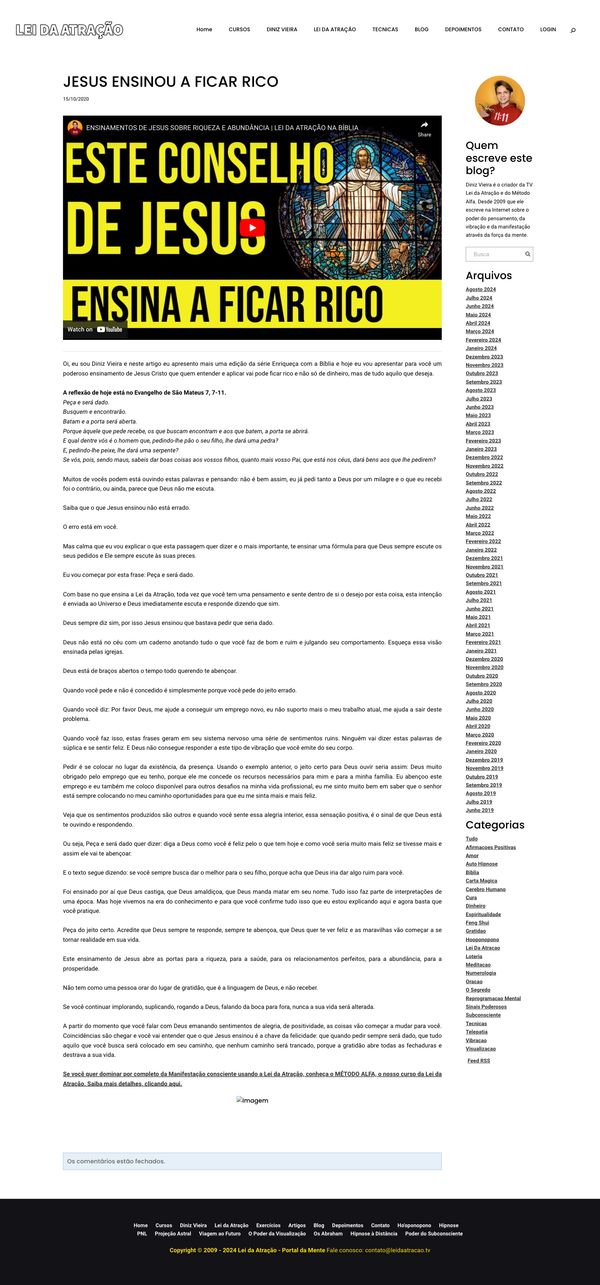 LEI DA ATRAÇÃO
Home CURSOS DINIZ VIEIRA LEI DA ATRAÇÃO TECNICAS BLOG DEPOIMENTOS CONTATO LOGIN
JESUS ENSINOU A FICAR RICO
15/10/2020
ENSINAMENTOS DE JESUS SOBRE RIQUEZA E ABUNDÂNCIA | LEI DA ATRAÇÃO NA BÍBLIA
Share
ESTE CONSELHO
DE JESUS
ENSINA A FICAR RICO
Watch on YouTube
Oi, eu sou Diniz Vieira e neste artigo eu apresento mais uma edição da série Enriqueça com a Bíblia e hoje eu vou apresentar para você um
poderoso ensinamento de Jesus Cristo que quem entender e aplicar vai pode ficar rico e não só de dinheiro, mas de tudo aquilo que deseja.
A reflexão de hoje está no Evangelho de São Mateus 7, 7-11.
Peça e será dado.
Busquem e encontrarão.
Batam e a porta será aberta.
Porque àquele que pede recebe, os que buscam encontram e aos que batem, a porta se abrirá.
E qual dentre vós é o homem que, pedindo-lhe pão o seu filho, lhe dará uma pedra?
E, pedindo-lhe peixe, lhe dará uma serpente?
Se vós, pois, sendo maus, sabeis dar boas coisas aos vossos filhos, quanto mais vosso Pai, que está nos céus, dará bens aos que lhe pedirem?
Muitos de vocês podem está ouvindo estas palavras e pensando: não é bem assim, eu já pedi tanto a Deus por um milagre e o que eu recebi
foi o contrário, ou ainda, parece que Deus não me escuta.
Saiba que o que Jesus ensinou não está errado.
O erro está em você.
Mas calma que eu vou explicar o que esta passagem quer dizer e o mais importante, te ensinar uma fórmula para que Deus sempre escute os
seus pedidos e Ele sempre escute às suas preces.
Eu vou começar por esta frase: Peça e será dado.
Com base no que ensina a Lei da Atração, toda vez que você tem um pensamento e sente dentro de si o desejo por esta coisa, esta intenção
é enviada ao Universo e Deus imediatamente escuta e responde dizendo que sim.
Deus sempre diz sim, por isso Jesus ensinou que bastava pedir que seria dado.
Deus não está no céu com um caderno anotando tudo o que você faz de bom e ruim e julgando seu comportamento. Esqueça essa visão
ensinada pelas igrejas.
Deus está de braços abertos o tempo todo querendo te abençoar.
Quando você pede e não é concedido é simplesmente porque você pede do jeito errado.
Quando você diz: Por favor Deus, me ajude a conseguir um emprego novo, eu não suporto mais o meu trabalho atual, me ajuda a sair deste
problema.
Quando você faz isso, estas frases geram em seu sistema nervoso uma série de sentimentos ruins. Ninguém vai dizer estas palavras de
súplica e se sentir feliz. E Deus não consegue responder a este tipo de vibração que você emite do seu corpo.
Pedir é se colocar no lugar da existência, da presença. Usando o exemplo anterior, o jeito certo para Deus ouvir seria assim: Deus muito
obrigado pelo emprego que eu tenho, porque ele me concede os recursos necessários para mim e para a minha família. Eu abençoo este
emprego e eu também me coloco disponível para outros desafios na minha vida profissional, eu me sinto muito bem em saber que o senhor
está sempre colocando no meu caminho oportunidades para que eu me sinta mais e mais feliz.
Veja que os sentimentos produzidos são outros e quando você sente essa alegria interior, essa sensação positiva, é o sinal de que Deus está
te ouvindo e respondendo.
Ou seja, Peça e será dado quer dizer: diga a Deus como você é feliz pelo o que tem hoje e como você seria muito mais feliz se tivesse mais e
assim ele vai te abençoar.
E o texto segue dizendo: se você sempre busca dar o melhor para o seu filho, porque acha que Deus iria dar algo ruim para você.
Foi ensinado por aí que Deus castiga, que Deus amaldiçoa, que Deus manda matar em seu nome. Tudo isso faz parte de interpretações de
uma época. Mas hoje vivemos na era do conhecimento e para que você confirme tudo isso que eu estou explicando aqui e agora basta que
você pratique.
Peça do jeito certo. Acredite que Deus sempre te responde, sempre te abençoa, que Deus quer te ver feliz e as maravilhas vão começar a se
tornar realidade em sua vida.
Este ensinamento de Jesus abre as portas para a riqueza, para a saúde, para os relacionamentos perfeitos, para a abundância, para a
prosperidade.
Não tem como uma pessoa orar do lugar de gratidão, que é a linguagem de Deus, e não receber.
Se você continuar implorando, suplicando, rogando a Deus, falando da boca para fora, nunca a sua vida será alterada.
A partir do momento que você falar com Deus emanando sentimentos de alegria, de positividade, as coisas vão começar a mudar para você.
Coincidências são chegar e você vai entender que o que Jesus ensinou é a chave da felicidade: que quando pedir sempre será dado, que tudo
aquilo que você busca será colocado em seu caminho, que nenhum caminho será trancado, porque a gratidão abre todas as fechaduras e
destrava a sua vida.
Se você quer dominar por completo da Manifestação consciente usando a Lei da Atração, conheça o MÉTODO ALFA, o nosso curso da Lei da
Atração. Saiba mais detalhes, clicando aqui.
Imagem
Os comentários estão fechados.
11:11
Quem
escreve este
blog?
Diniz Vieira é o criador da TV
Lei da Atração e do Método
Alfa. Desde 2009 que ele
escreve na Internet sobre o
poder do pensamento, da
vibração e da manifestação
através da força da mente.
Busca
Arquivos
Agosto 2024
Julho 2024
Junho 2024
Maio 2024
Abril 2024
Março 2024
Fevereiro 2024
Janeiro 2024
Dezembro 2023
Novembro 2023
Outubro 2023
Setembro 2023
Agosto 2023
Julho 2023
Junho 2023
Maio 2023
Abril 2023
Março 2023
Fevereiro 2023
Janeiro 2023
Dezembro 2022
Novembro 2022
Outubro 2022
Setembro 2022
Agosto 2022
Julho 2022
Junho 2022
Maio 2022
Abril 2022
Março 2022
Fevereiro 2022
Janeiro 2022
Dezembro 2021
Novembro 2021
Outubro 2021
Setembro 2021
Agosto 2021
Julho 2021
Junho 2021
Maio 2021
Abril 2021
Março 2021
Fevereiro 2021
Janeiro 2021
Dezembro 2020
Novembro 2020
Outubro 2020
Setembro 2020
Agosto 2020
Julho 2020
Junho 2020
Maio 2020
Abril 2020
Março 2020
Fevereiro 2020
Janeiro 2020
Dezembro 2019
Novembro 2019
Outubro 2019
Setembro 2019
Agosto 2019
Julho 2019
Junho 2019
Categorias
Tudo
Afirmacoes Positivas
Amor
Auto Hipnose
Bíblia
Carta Magica
Cerebro Humano
Cura
Dinheiro
Espiritualidade
Feng Shui
Gratidao
Hooponopono
Lei Da Atracao
Loteria
Meditacao
Numerologia
Oracao
O Segredo
Reprogramacao Mental
Sinais Poderosos
Subconsciente
Tecnicas
Telepatia
Vibracao
Visualizacao
Feed RSS
Home Cursos Diniz Vieira Lei da Atração Exercícios Artigos Blog Depoimentos Contato Ho'oponopono Hipnose
PNL Projeção Astral Viagem ao Futuro O Poder da Visualização Os Abraham Hipnose à Distância Poder do Subconsciente
Copyright © 2009 - 2024 Lei da Atração - Portal da Mente Fale conosco: contato@leidaatracao.tv